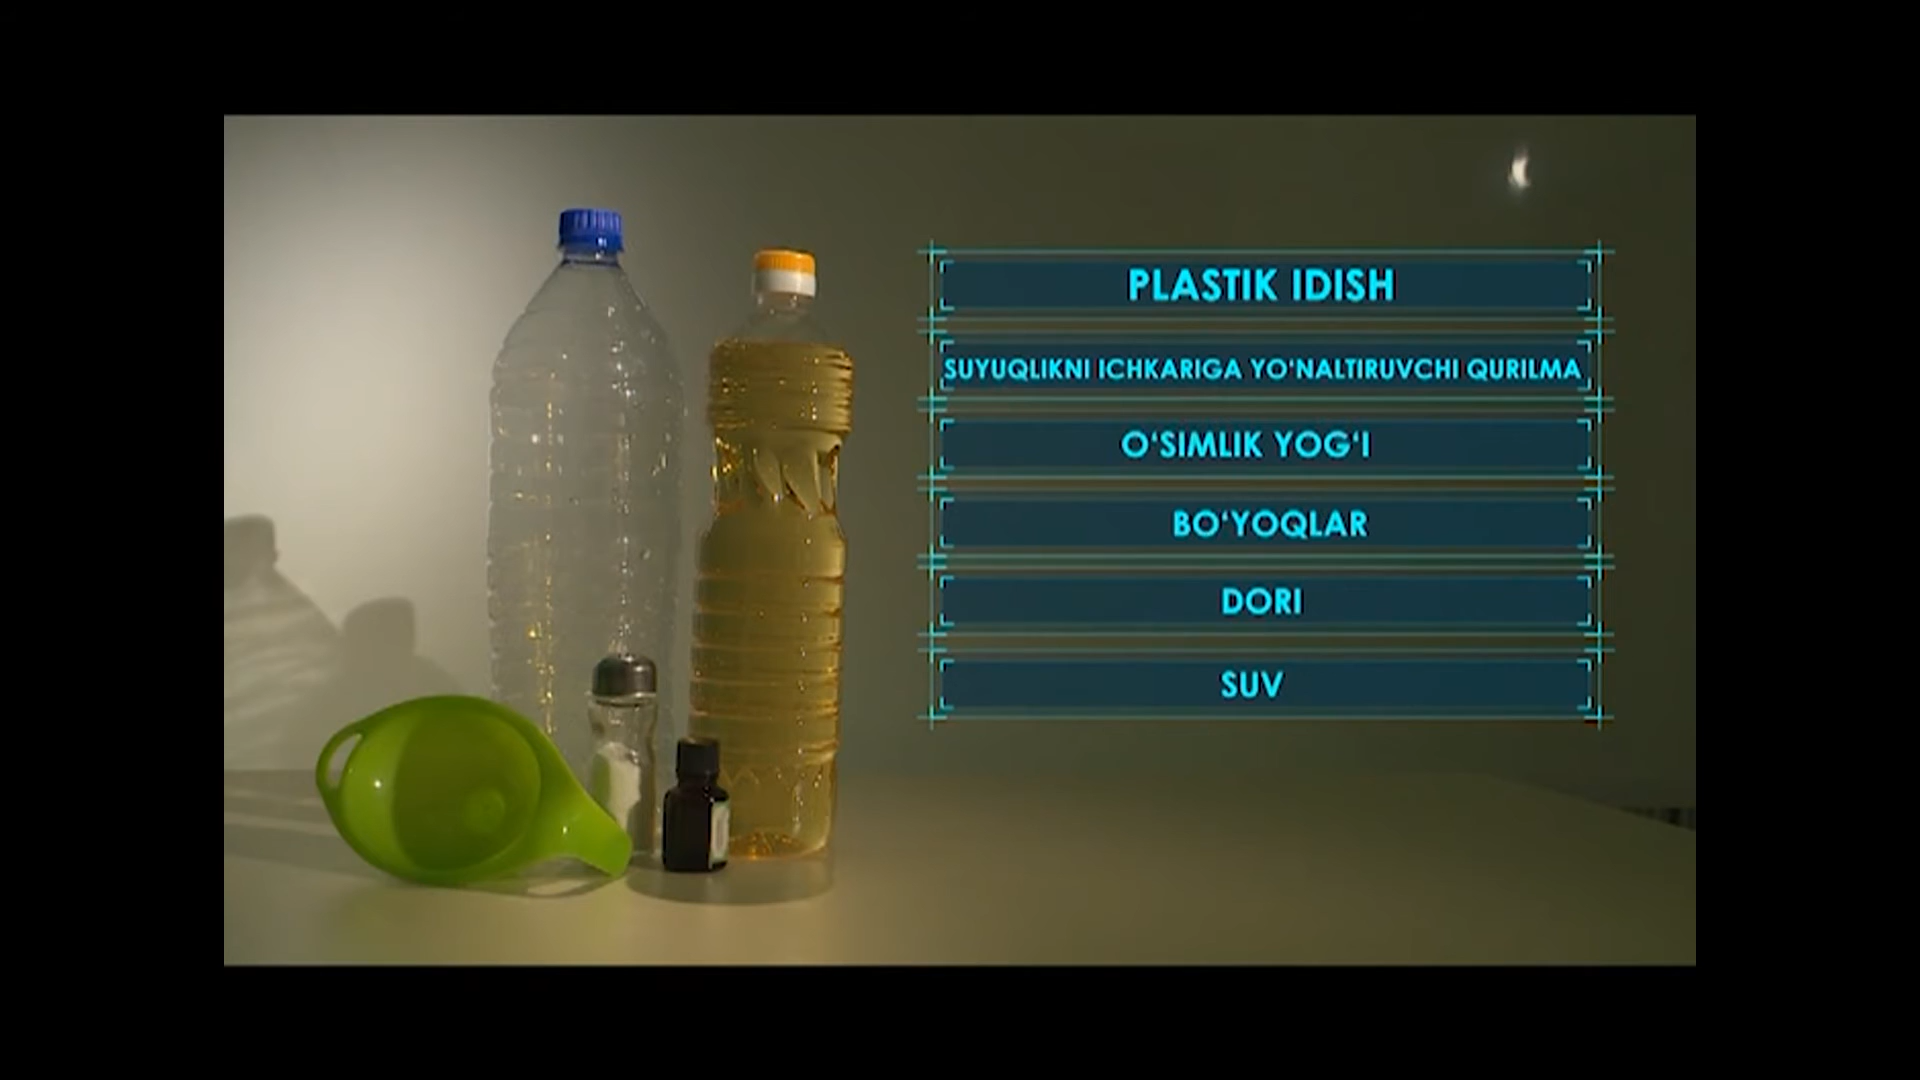 PLASTIK IDISH
SUYUQLIKNI ICHKARIGA YO‘NALTIRUVCHI QURILMA
O‘SIMLIK YOG‘I
BO‘YOQLAR
DORI
SUV